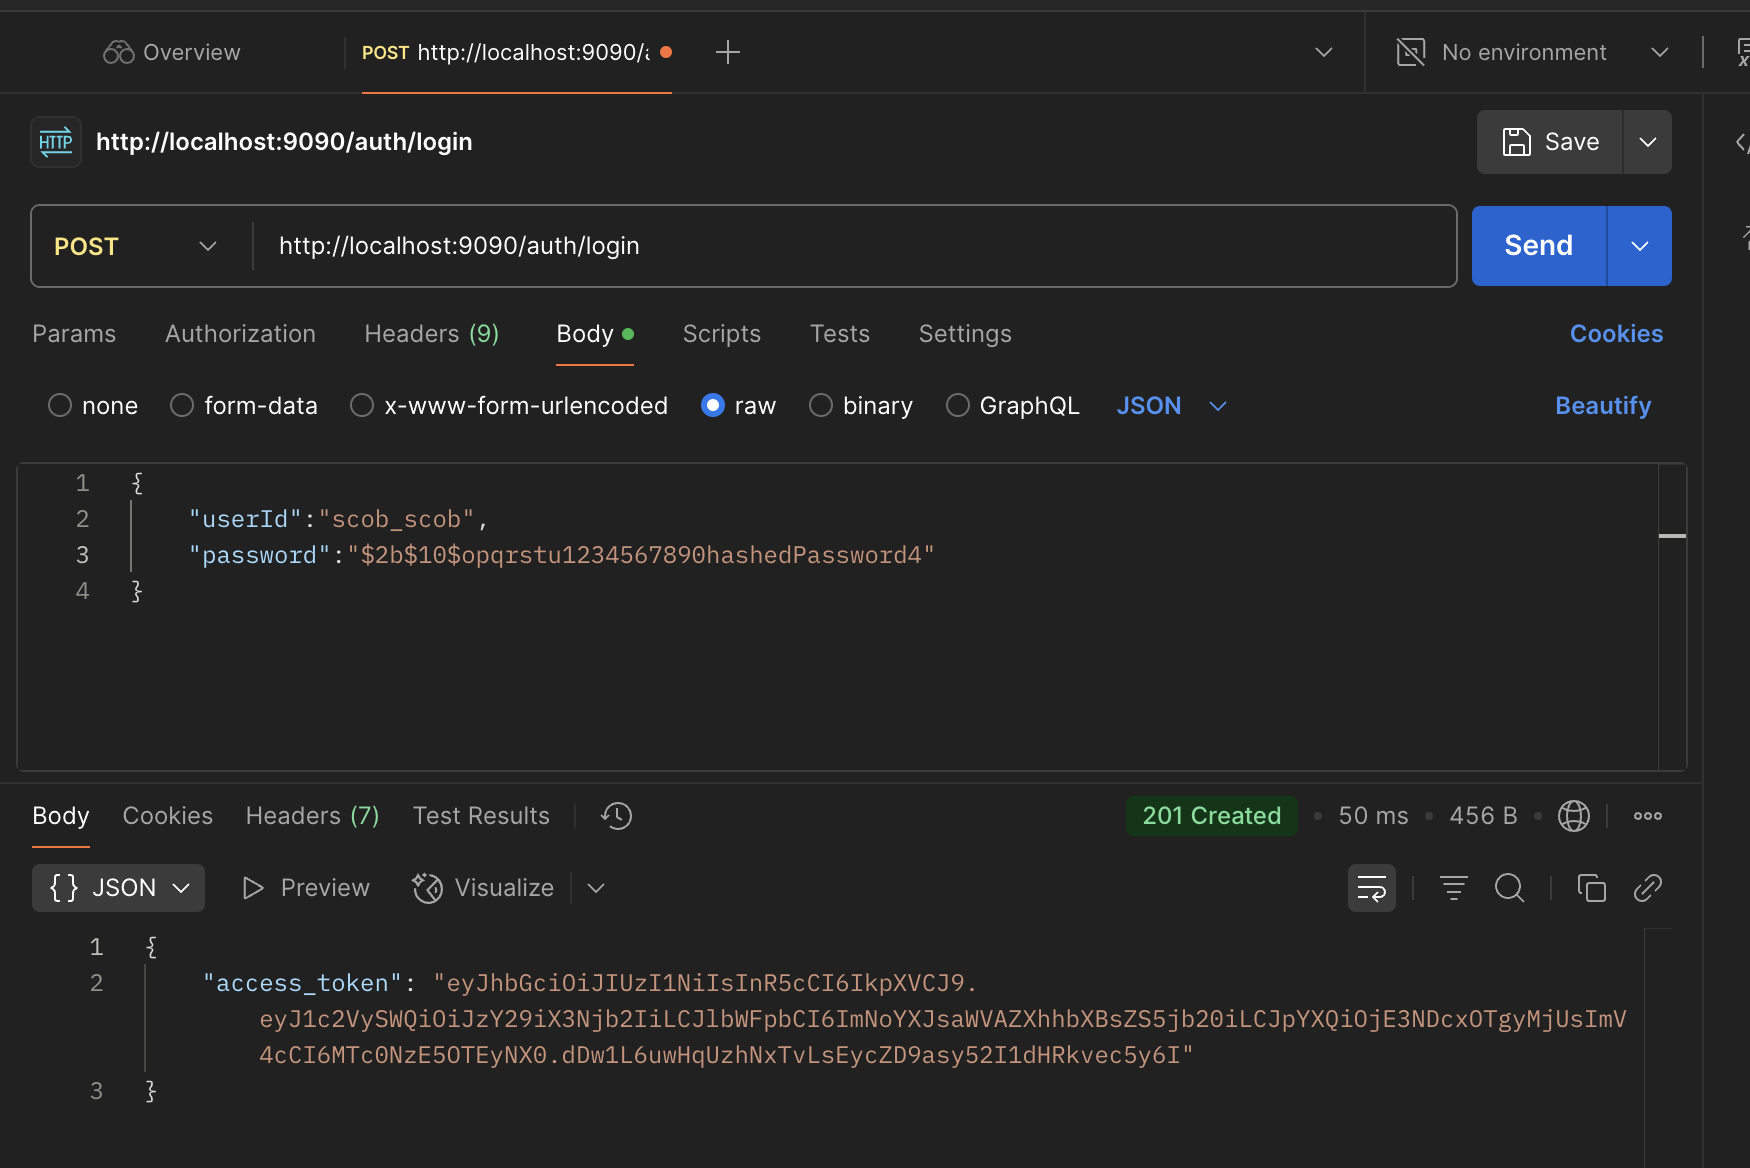 Overview
POST http://localhost:9090/a
No environment
HTTP http://localhost:9090/auth/login
Save
POST http://localhost:9090/auth/login
Send
Params Authorization Headers (9) Body Scripts Tests Settings Cookies
none form-data x-www-form-urlencoded raw binary GraphQL JSON Beautify
1 {
2 "userId":"scob_scob",
3 "password":"$2b$10$opqrstu1234567890hashedPassword4"
4 }
Body Cookies Headers (7) Test Results 201 Created • 50 ms • 456 B •
{} JSON Preview Visualize
1 {
2 "access_token": "eyJhbGciOiJIUzI1NiIsInR5cCI6IkpXVCJ9.
eyJ1c2VySWQiOiJzY29iX3Njb2IiLCJlbWFpbCI6ImNoYXJsaWVAZXhhbXBsZS5jb20iLCJpYXQiOjE3NDcxOTgyMjUsImV
4cCI6MTc0NzE5OTEyNX0.dDw1L6uwHqUzhNxTvLsEycZD9asy52I1dHRkvec5y6I"
3 }